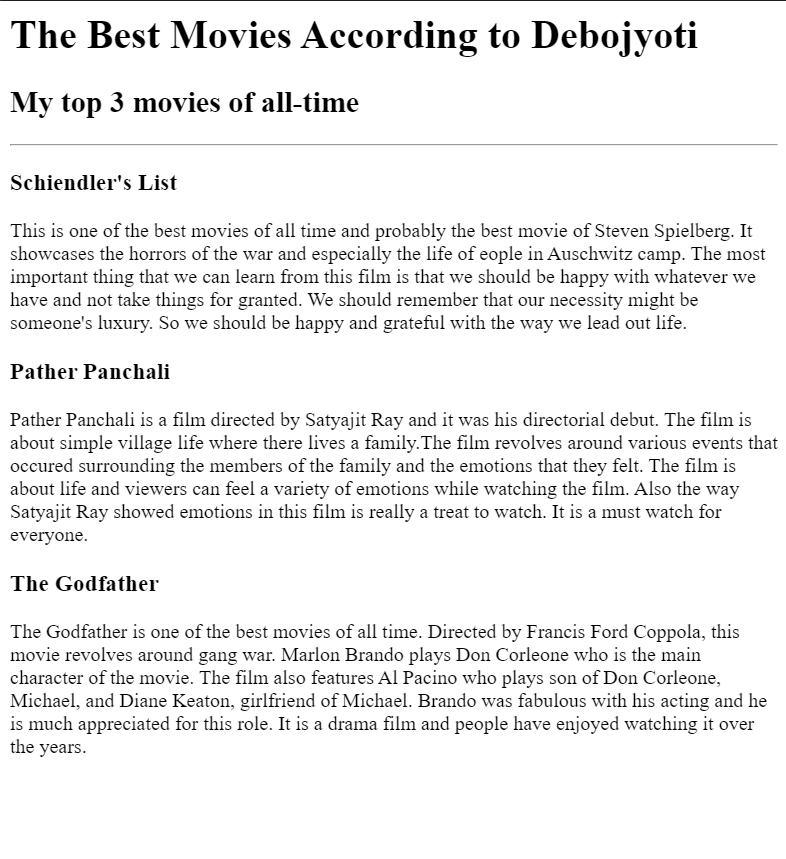 The Best Movies According to Debojyoti
My top 3 movies of all-time
Schiendler's List
This is one of the best movies of all time and probably the best movie of Steven Spielberg. It
showcases the horrors of the war and especially the life of eople in Auschwitz camp. The most
important thing that we can learn from this film is that we should be happy with whatever we
have and not take things for granted. We should remember that our necessity might be
someone's luxury. So we should be happy and grateful with the way we lead out life.
Pather Panchali
Pather Panchali is a film directed by Satyajit Ray and it was his directorial debut. The film is
about simple village life where there lives a family.The film revolves around various events that
occured surrounding the members of the family and the emotions that they felt. The film is
about life and viewers can feel a variety of emotions while watching the film. Also the way
Satyajit Ray showed emotions in this film is really a treat to watch. It is a must watch for
everyone.
The Godfather
The Godfather is one of the best movies of all time. Directed by Francis Ford Coppola, this
movie revolves around gang war. Marlon Brando plays Don Corleone who is the main
character of the movie. The film also features Al Pacino who plays son of Don Corleone,
Michael, and Diane Keaton, girlfriend of Michael. Brando was fabulous with his acting and he
is much appreciated for this role. It is a drama film and people have enjoyed watching it over
the years.